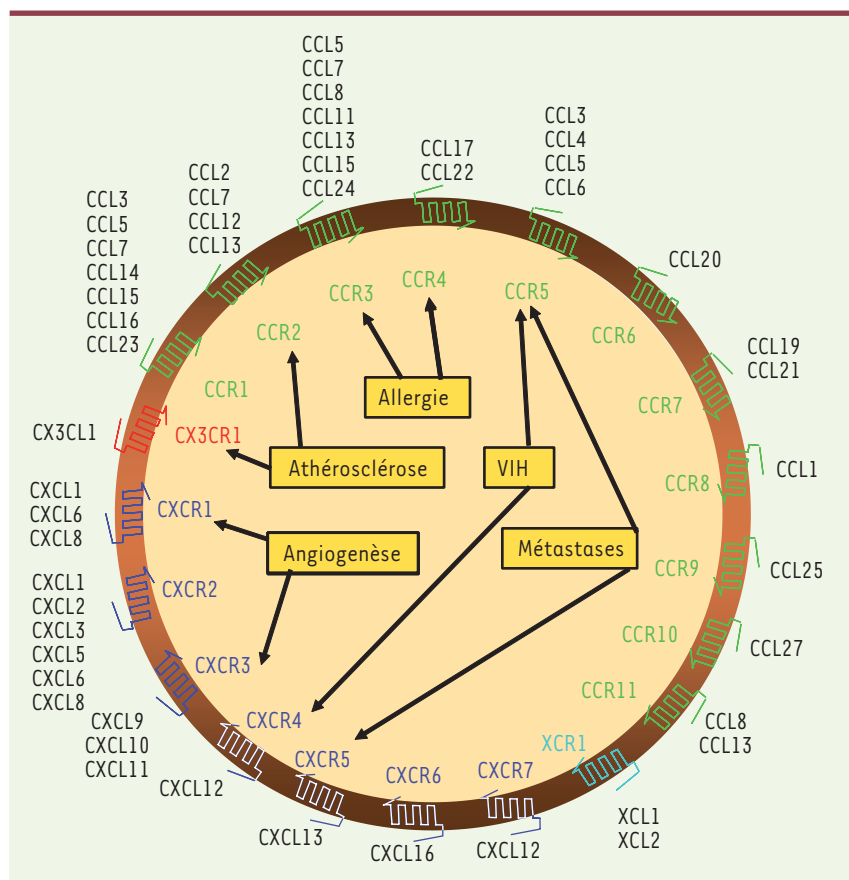 CCL5
CCL7
CCL8
CCL11
CCL13
CCL15
CCL24
CCL17
CCL22
CCL3
CCL4
CCL5
CCL6
CCL2
CCL7
CCL12
CCL13
CCL3
CCL5
CCL7
CCL14
CCL15
CCL16
CCL23
CCL20
CCL19
CCL21
CCL1
CCL25
CCL27
CCL8
CCL13
XCL1
XCL2
CX3CL1
CXCL1
CXCL6
CXCL8
CXCL1
CXCL2
CXCL3
CXCL5
CXCL6
CXCL8
CXCL9
CXCL10
CXCL11
CXCL12
CXCL13
CXCL16
CXCL12
CCR1
CCR2
CCR3
CCR4
CCR5
CCR6
CCR7
CCR8
CCR9
CCR10
CCR11
XCR1
CX3CR1
CXCR1
CXCR2
CXCR3
CXCR4
CXCR5
CXCR6
CXCR7
Allergie
Athérosclérose
VIH
Angiogenèse
Métastases